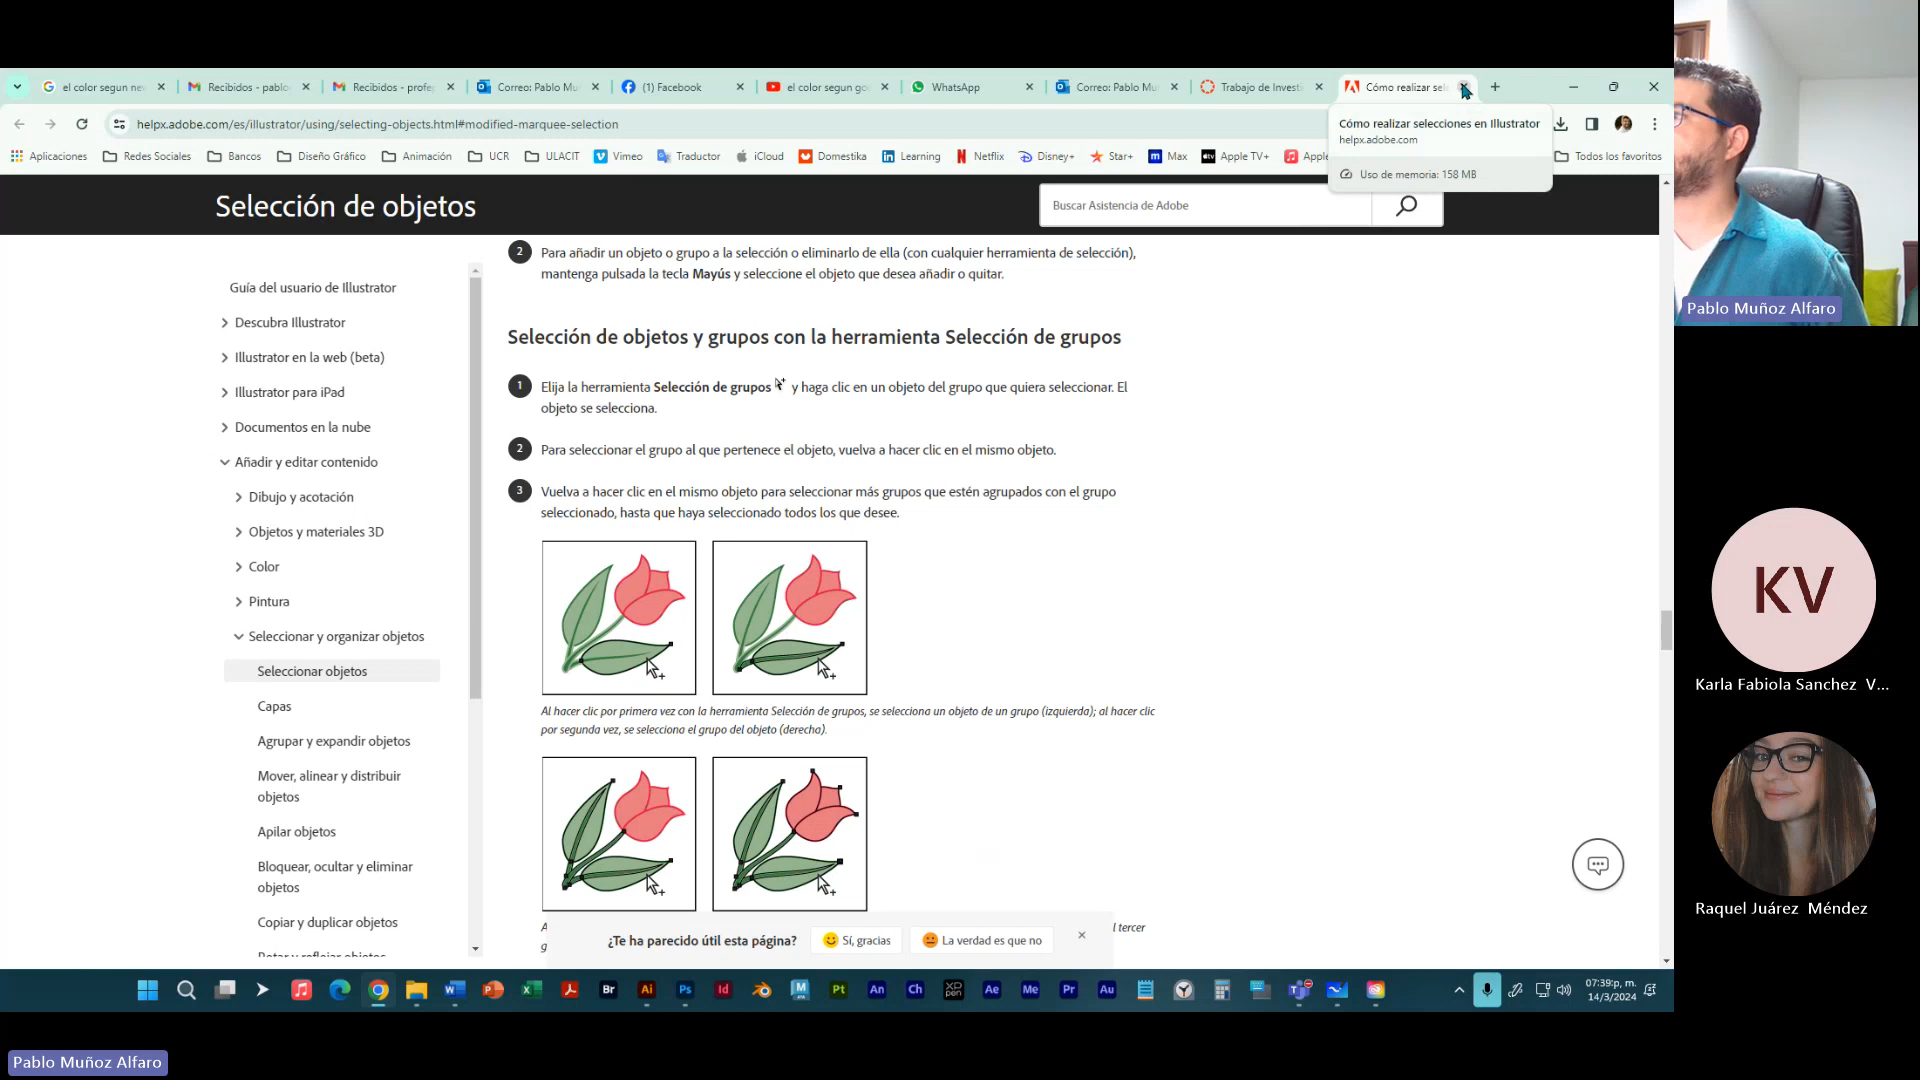 el color segun ne
Recibidos - pablo
Recibidos - profe
Correo: Pablo Mu
(1) Facebook
el color segun go
WhatsApp
Correo: Pablo Mu
Trabajo de Investi
Cómo realizar sel
helpx.adobe.com/es/illustrator/using/selecting-objects.html#modified-marquee-selection
Cómo realizar selecciones en Illustrator
helpx.adobe.com
Uso de memoria: 158 MB
Aplicaciones
Redes Sociales
Bancos
Diseño Gráfico
Animación
UCR
ULACIT
Vimeo
Traductor
iCloud
Domestika
Learning
Netflix
Disney+
Star+
Max
Apple TV+
Apple
Todos los favoritos
Selección de objetos
Buscar Asistencia de Adobe
Guía del usuario de Illustrator
Descubra Illustrator
Illustrator en la web (beta)
Illustrator para iPad
Documentos en la nube
Añadir y editar contenido
Dibujo y acotación
Objetos y materiales 3D
Color
Pintura
Seleccionar y organizar objetos
Seleccionar objetos
Capas
Agrupar y expandir objetos
Mover, alinear y distribuir
objetos
Apilar objetos
Bloquear, ocultar y eliminar
objetos
Copiar y duplicar objetos
Rotar y reflejar objetos
2 Para añadir un objeto o grupo a la selección o eliminarlo de ella (con cualquier herramienta de selección),
mantenga pulsada la tecla Mayús y seleccione el objeto que desea añadir o quitar.
Selección de objetos y grupos con la herramienta Selección de grupos
1 Elija la herramienta Selección de grupos y haga clic en un objeto del grupo que quiera seleccionar. El
objeto se selecciona.
2 Para seleccionar el grupo al que pertenece el objeto, vuelva a hacer clic en el mismo objeto.
3 Vuelva a hacer clic en el mismo objeto para seleccionar más grupos que estén agrupados con el grupo
seleccionado, hasta que haya seleccionado todos los que desee.
Al hacer clic por primera vez con la herramienta Selección de grupos, se selecciona un objeto de un grupo (izquierda); al hacer clic
por segunda vez, se selecciona el grupo del objeto (derecha).
A
l tercer
g
¿Te ha parecido útil esta página?
Sí, gracias
La verdad es que no
Br
Ai
Ps
Id
Pt
An
Ch
Ae
Me
Pr
Au
07:39 p. m.
14/3/2024
Pablo Muñoz Alfaro
KV
Karla Fabiola Sanchez V...
Raquel Juárez Méndez
Pablo Muñoz Alfaro